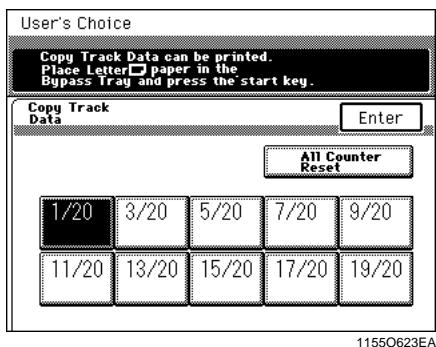 User's Choice
Copy Track Data can be printed.
Place Letter paper in the
Bypass Tray and press the start key.
Copy Track
Data
Enter
All Counter
Reset
1/20 3/20 5/20 7/20 9/20
11/20 13/20 15/20 17/20 19/20
1155O623EA